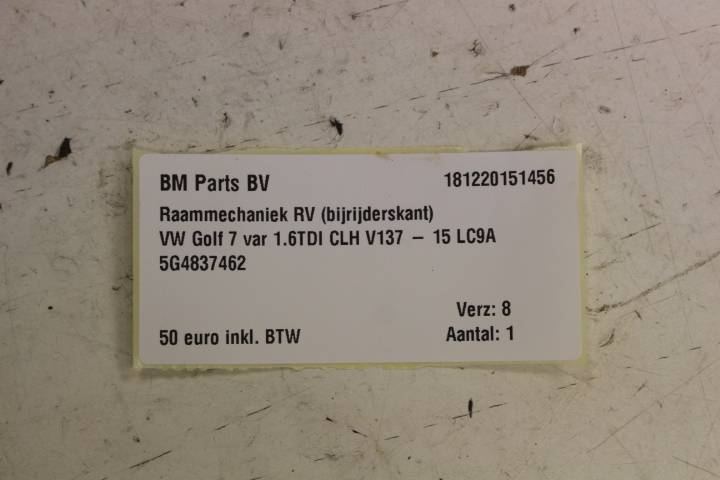 BM Parts BV 181220151456
Raammechaniek RV (bijrijderskant)
VW Golf 7 var 1.6TDI CLH V137 – 15 LC9A
5G4837462
Verz: 8
50 euro inkl. BTW Aantal: 1